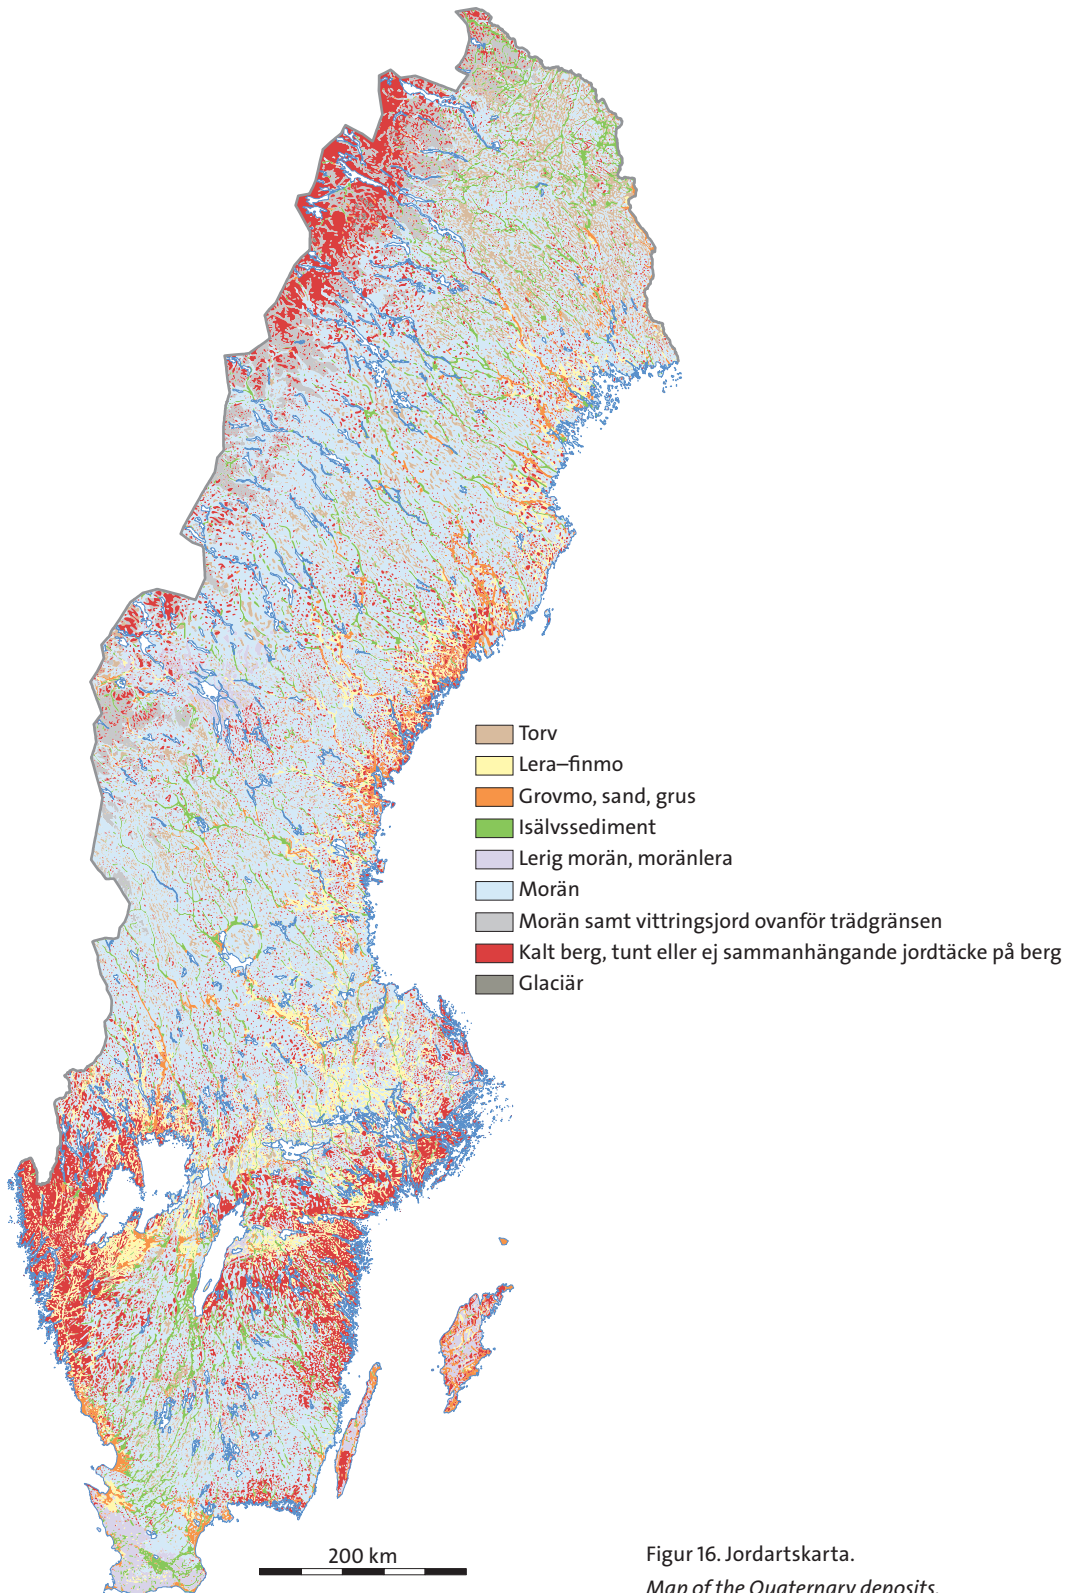 Torv
Lera–finmo
Grovmo, sand, grus
Isälvssediment
Lerig morän, moränlera
Morän
Morän samt vittringsjord ovanför trädgränsen
Kalt berg, tunt eller ej sammanhängande jordtäcke på berg
Glaciär
200 km
Figur 16. Jordartskarta.
Map of the Quaternary deposits.